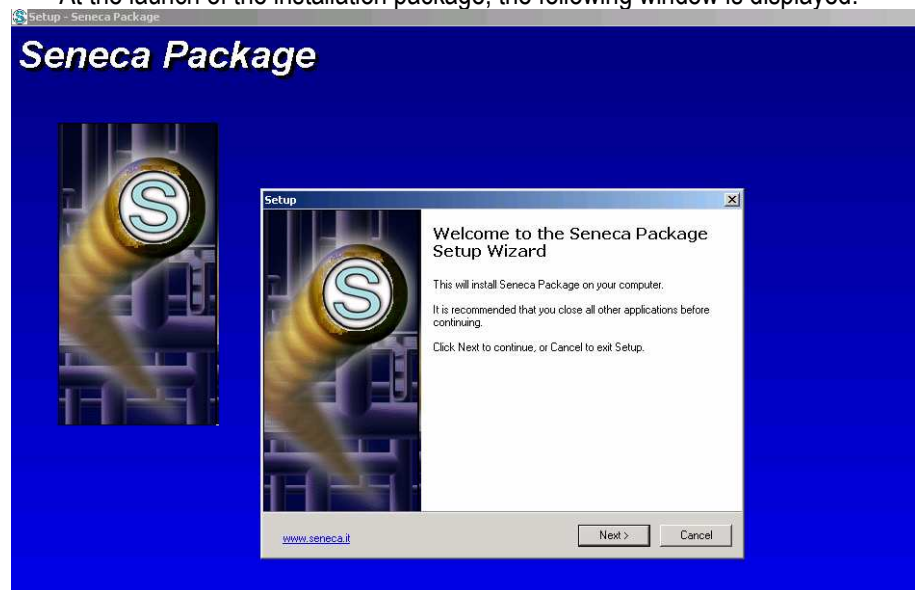 At the launch of the installation package, the following window is displayed:
Setup - Seneca Package
Seneca Package
S
Setup
S
Welcome to the Seneca Package
Setup Wizard
This will install Seneca Package on your computer.
It is recommended that you close all other applications before
continuing.
Click Next to continue, or Cancel to exit Setup.
www.seneca.it
Next >
Cancel